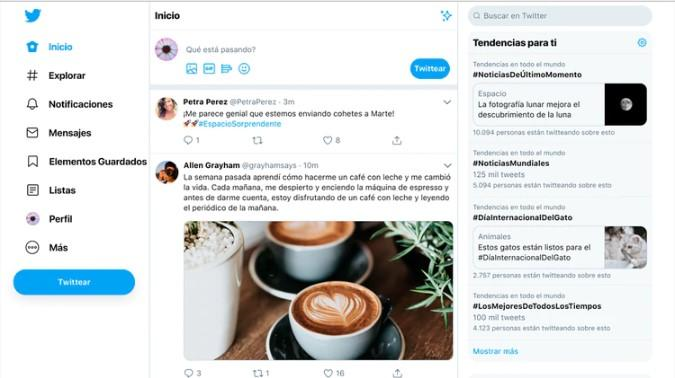 Inicio
Explorar
Notificaciones
Mensajes
Elementos Guardados
Listas
Perfil
Más
Twittear
Inicio
Qué está pasando?
GIF
Twittear
Petra Perez @PetraPerez · 3m
¡Me parece genial que estemos enviando cohetes a Marte!
🚀🚀#EspacioSorprendente
1
8
Allen Grayham @grayhamsays · 10m
La semana pasada aprendí cómo hacerme un café con leche y me cambió
la vida. Cada mañana, me despierto y enciendo la máquina de espresso y
antes de darme cuenta, estoy disfrutando de un café con leche y leyendo
el periódico de la mañana.
3
1
16
Buscar en Twitter
Tendencias para ti
Tendencias en todo el mundo
#NoticiasDeÚltimoMomento
Espacio
La fotografía lunar mejora el
descubrimiento de la luna
10.094 personas están twitteando sobre esto
Tendencias en todo el mundo
#NoticiasMundiales
125 mil tweets
5.094 personas están twitteando sobre esto
Tendencias en todo el mundo
#DíaInternacionalDelGato
Animales
Estos gatos están listos para el
#DíaInternacionalDelGato
2.757 personas están twitteando sobre esto
Tendencias en todo el mundo
#LosMejoresDeTodosLosTiempos
100 mil tweets
4.123 personas están twitteando sobre esto
Mostrar más